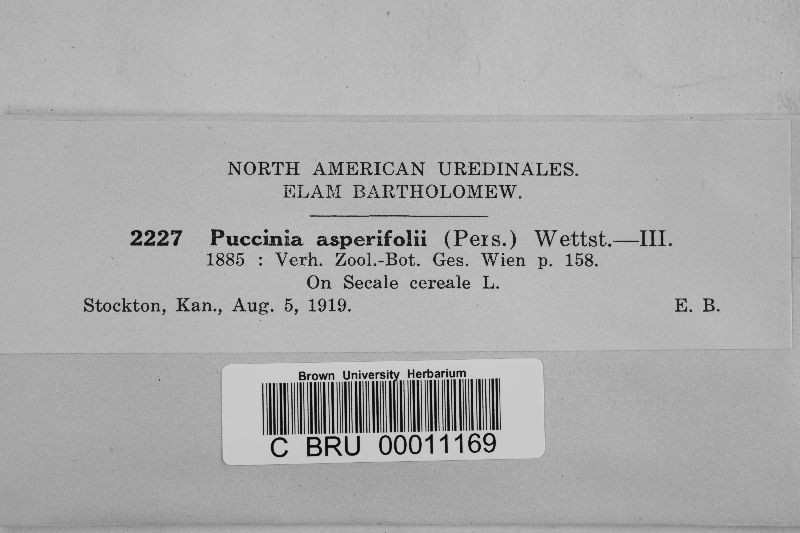 NORTH AMERICAN UREDINALES.
ELAM BARTHOLOMEW.
2227 Puccinia asperifolii (Pers.) Wettst.—III.
1885 : Verh. Zool.-Bot. Ges. Wien p. 158.
On Secale cereale L.
Stockton, Kan., Aug. 5, 1919. E. B.
Brown University Herbarium
C BRU 00011169